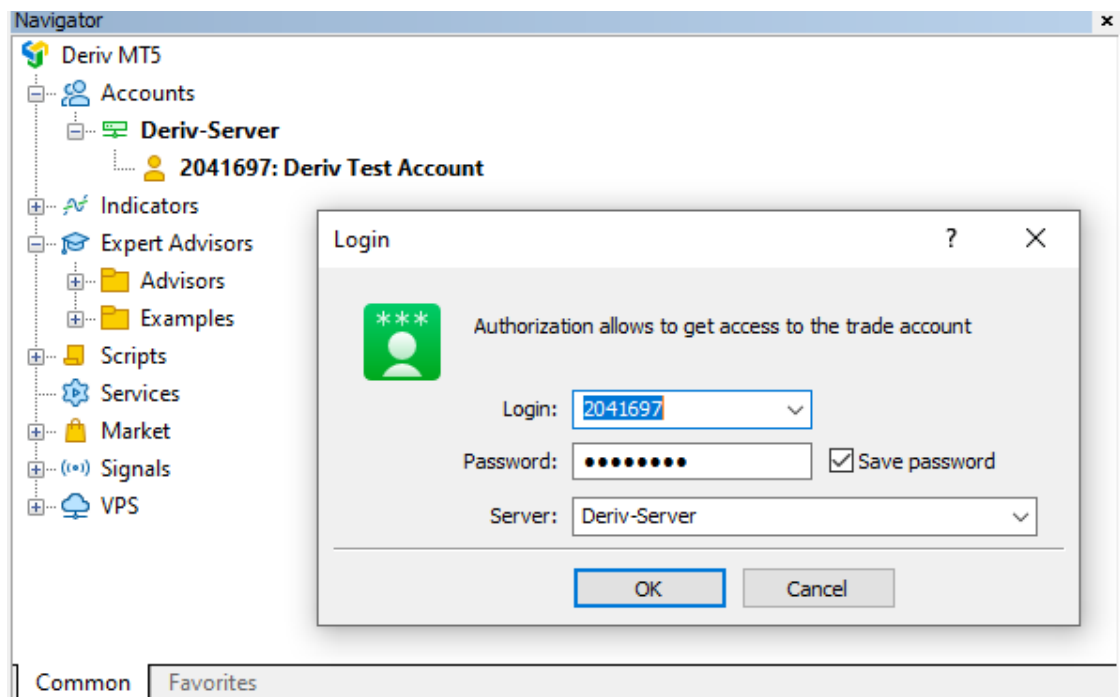 Navigator
Deriv MT5
Accounts
Deriv-Server
2041697: Deriv Test Account
Indicators
Expert Advisors
Advisors
Examples
Scripts
Services
Market
Signals
VPS
Login
?
***
Authorization allows to get access to the trade account
Login: 2041697
Password: ●●●●●●●●
Save password
Server: Deriv-Server
OK Cancel
Common Favorites